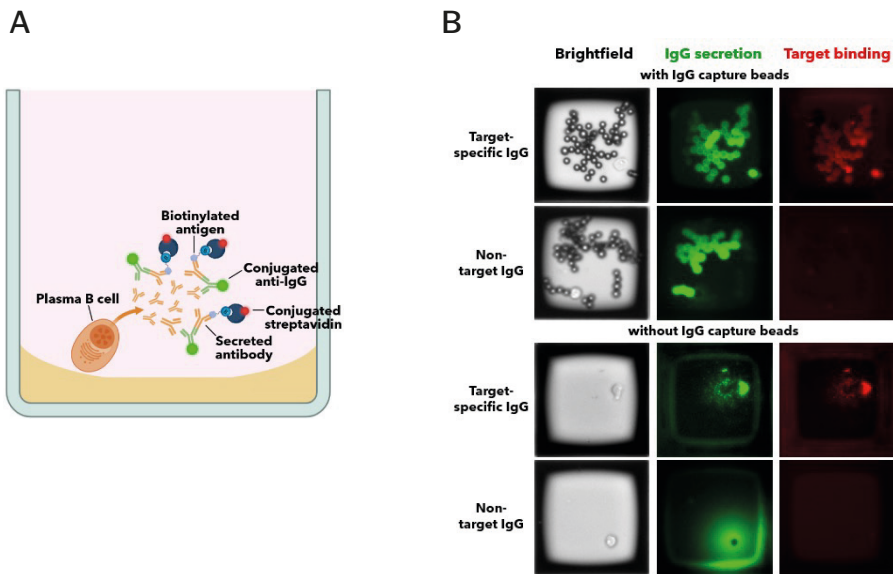 A
Biotinylated
antigen
Conjugated
anti-IgG
Plasma B cell
Conjugated
streptavidin
Secreted
antibody
B
Brightfield IgG secretion Target binding
with IgG capture beads
Target-
specific IgG
Non-
target IgG
without IgG capture beads
Target-
specific IgG
Non-
target IgG